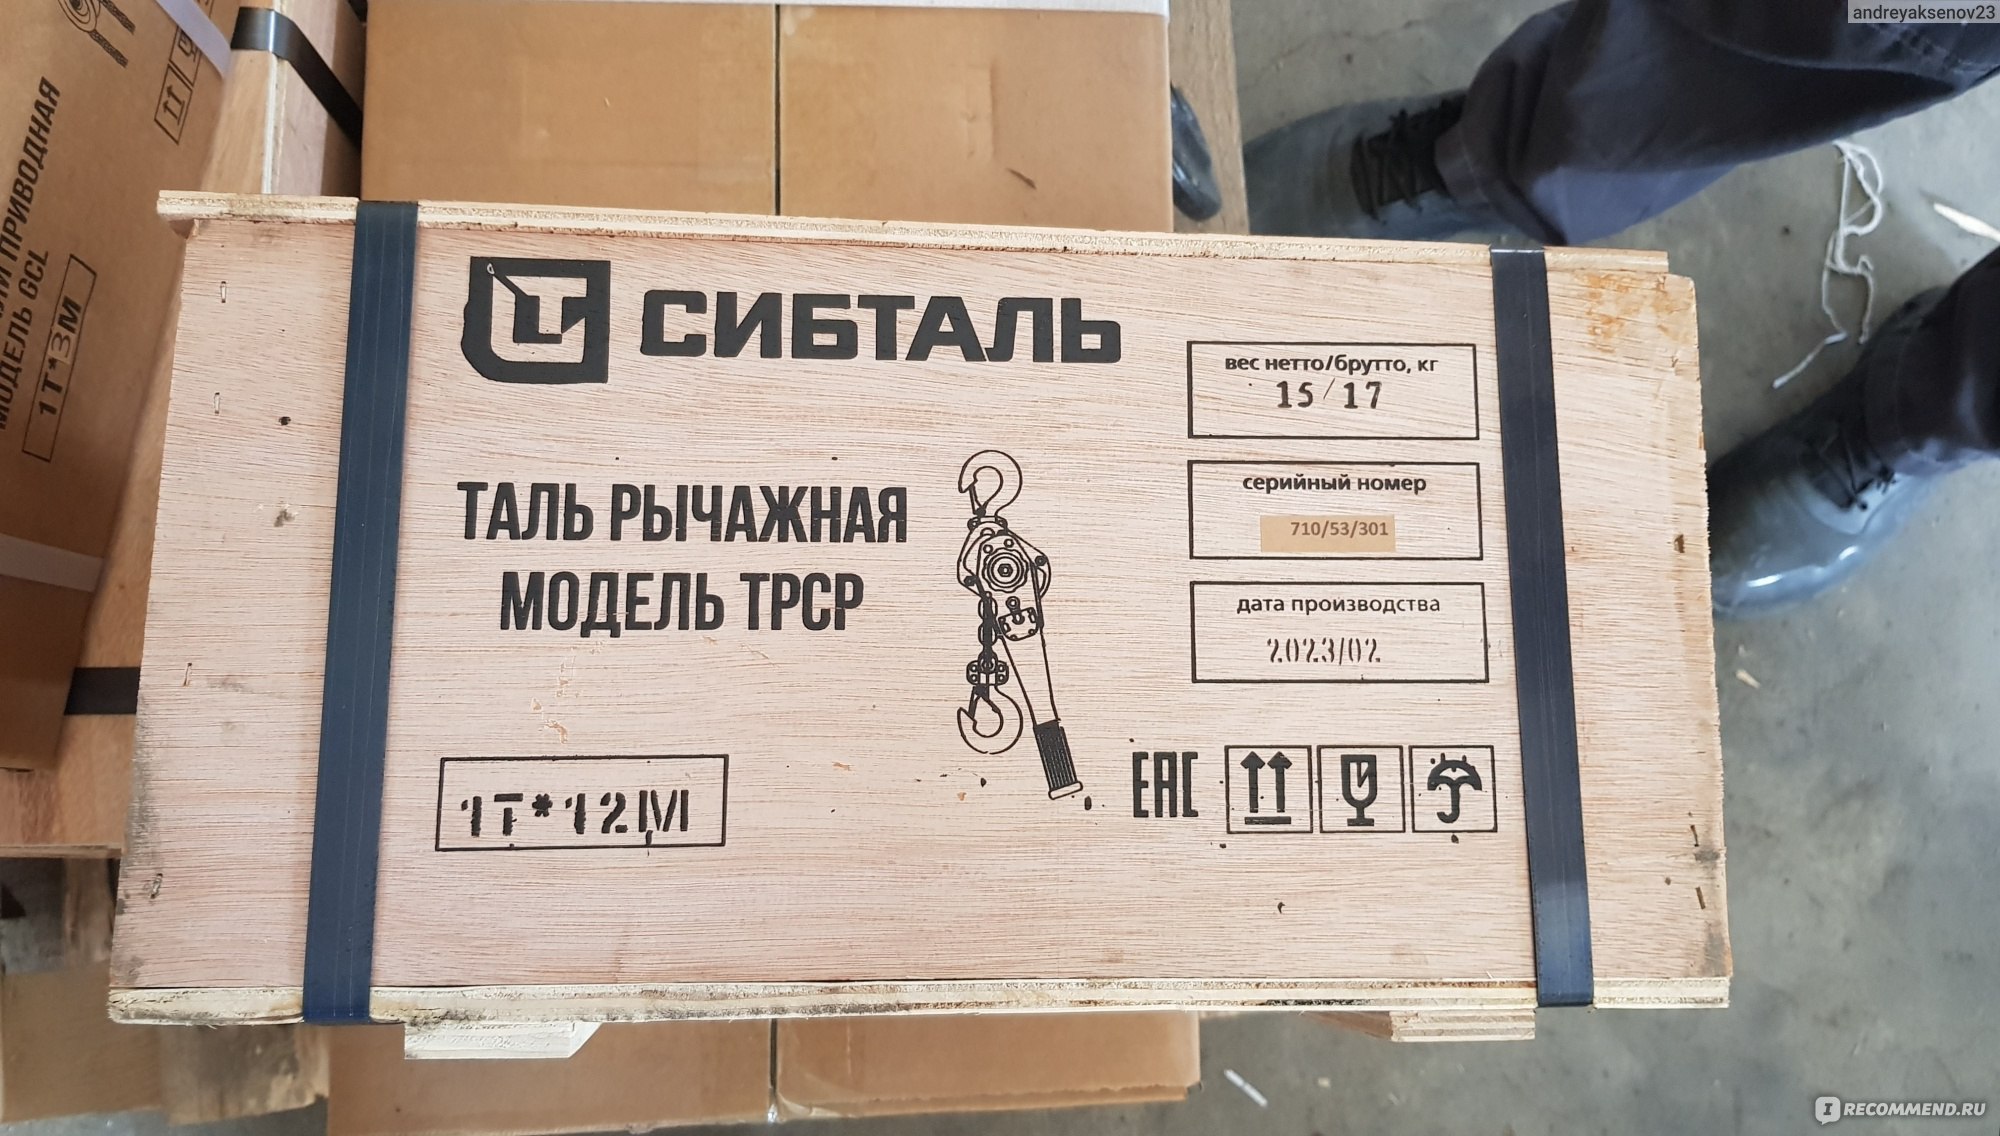 andreyaksenov23
ПРИВОДНАЯ
МОДЕЛЬ GCL
1Т*3М
СИБТАЛЬ
ТАЛЬ РЫЧАЖНАЯ
МОДЕЛЬ ТРСР
1Т*12М
вес нетто/брутто, кг
15/17
серийный номер
710/53/301
дата производства
2023/02
EAC
IRECOMMEND.RU